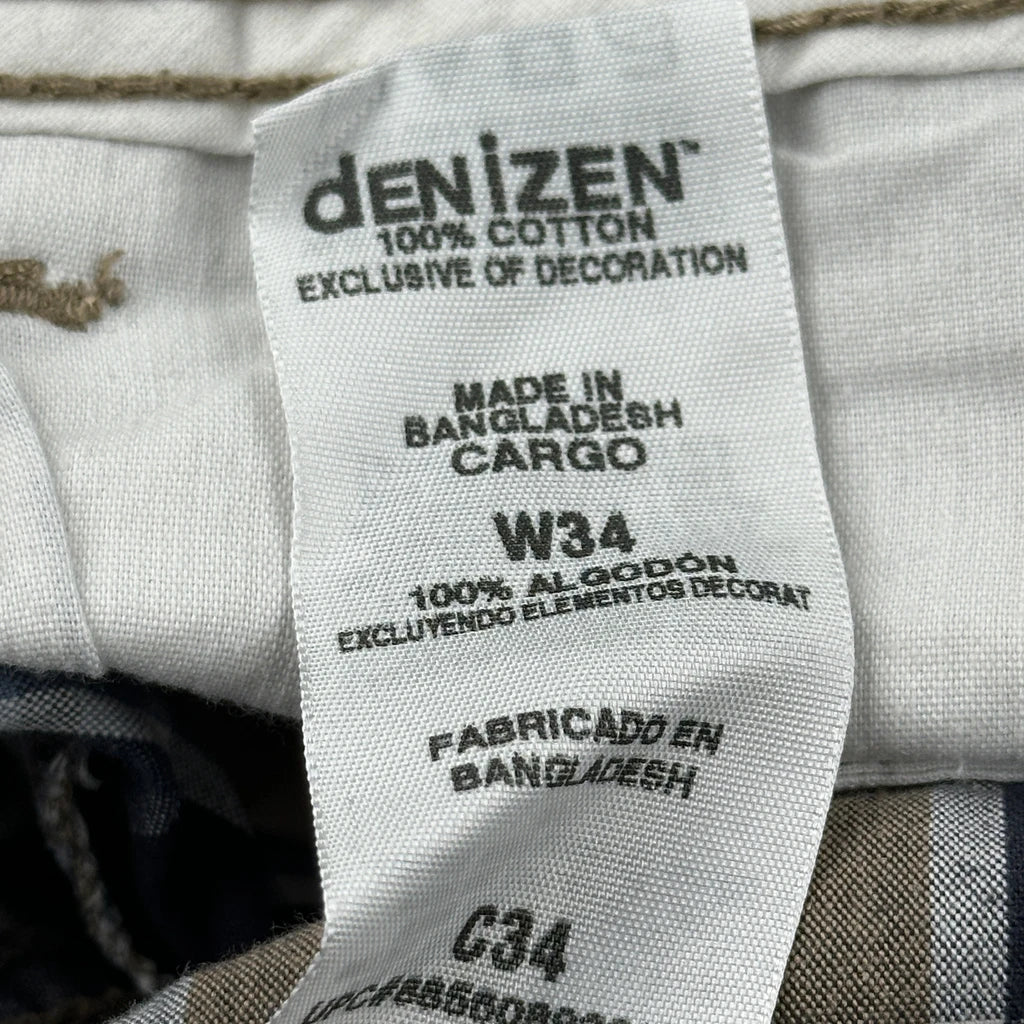 dENiZEN™
100% COTTON
EXCLUSIVE OF DECORATION
MADE IN
BANGLADESH
CARGO
W34
100% ALGODÓN
EXCLUYENDO ELEMENTOS DECORAT
FABRICADO EN
BANGLADESH
C34